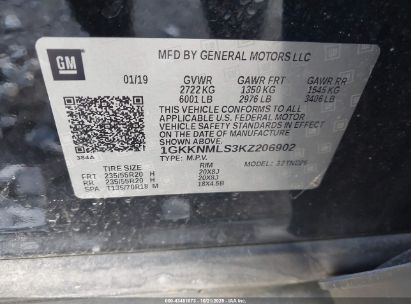 GM
MFD BY GENERAL MOTORS LLC
01/19 GVWR GAWR FRT GAWR RR
2722 KG 1350 KG 1545 KG
6001 LB 2976 LB 3406 LB
THIS VEHICLE CONFORMS TO ALL
APPLICABLE U.S. FEDERAL MOTOR
VEHICLE SAFETY STANDARDS IN EFFECT
ON THE DATE OF MANUFACTURE
SHOWN ABOVE.
1GKKNMLS3KZ206902
384A TYPE: M.P.V. MODEL:
TIRE SIZE RIM
FRT 235/55R20 H 20X8J
RR 235/55R20 H 20X8J
SPA T135/70R18 M 18X4.5B